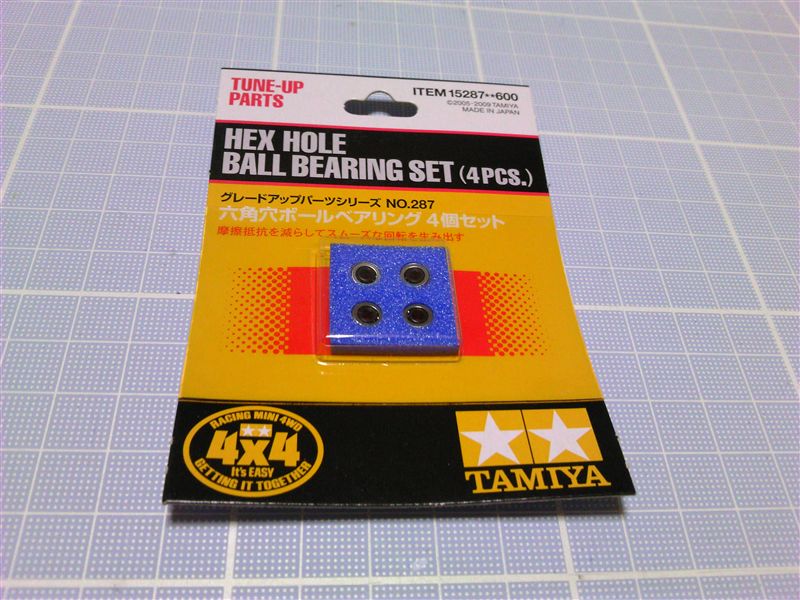 TUNE-UP
PARTS
ITEM 15287**600
©2005-2009 TAMIYA
MADE IN JAPAN
HEX HOLE
BALL BEARING SET (4PCS.)
グレードアップパーツシリーズ NO.287
六角穴ボールベアリング4個セット
摩擦抵抗を減らしてスムーズな回転を生み出す
RACING MINI 4WD
4x4
It's EASY
GETTING IT TOGETHER
TAMIYA